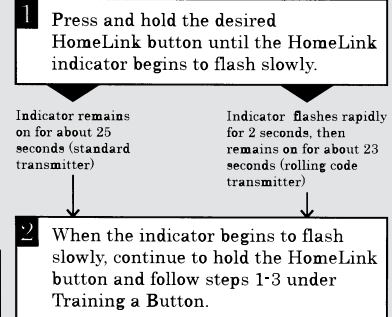 1
Press and hold the desired
HomeLink button until the HomeLink
indicator begins to flash slowly.
Indicator remains
on for about 25
seconds (standard
transmitter)
Indicator flashes rapidly
for 2 seconds, then
remains on for about 23
seconds (rolling code
transmitter)
2
When the indicator begins to flash
slowly, continue to hold the HomeLink
button and follow steps 1-3 under
Training a Button.